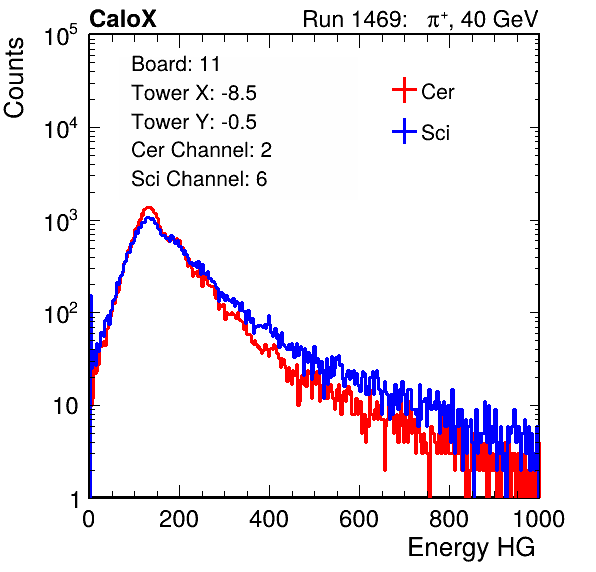 CaloX Run 1469: π⁺, 40 GeV
Board: 11
Tower X: -8.5
Tower Y: -0.5
Cer Channel: 2
Sci Channel: 6
Cer
Sci
Counts
10⁵
10⁴
10³
10²
10
1
0 200 400 600 800 1000
Energy HG